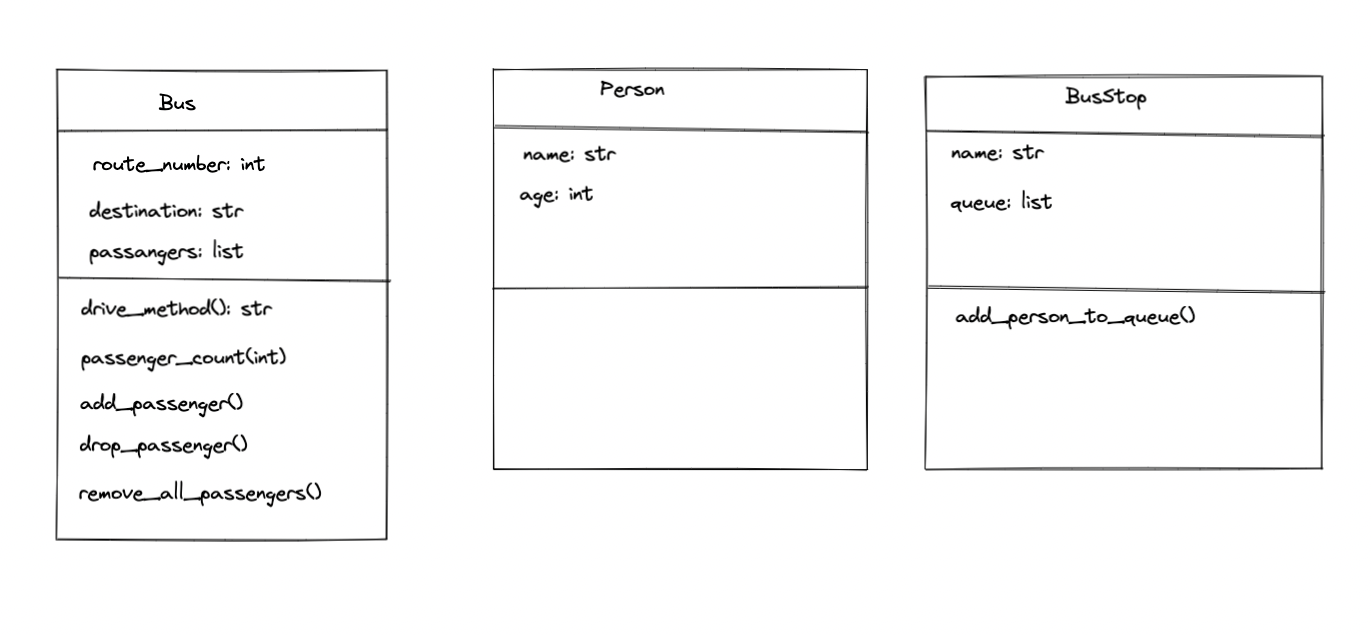 Bus
route_number: int
destination: str
passangers: list
drive_method(): str
passenger_count(int)
add_passenger()
drop_passenger()
remove_all_passengers()
Person
name: str
age: int
BusStop
name: str
queue: list
add_person_to_queue()